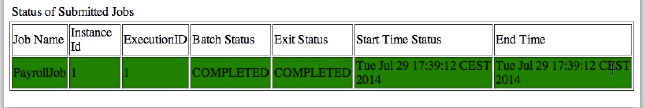 Status of Submitted Jobs
Job Name Instance Id ExecutionID Batch Status Exit Status Start Time Status End Time
PayrollJob 1 1 COMPLETED COMPLETED Tue Jul 29 17:39:12 CEST 2014 Tue Jul 29 17:39:12 CEST 2014